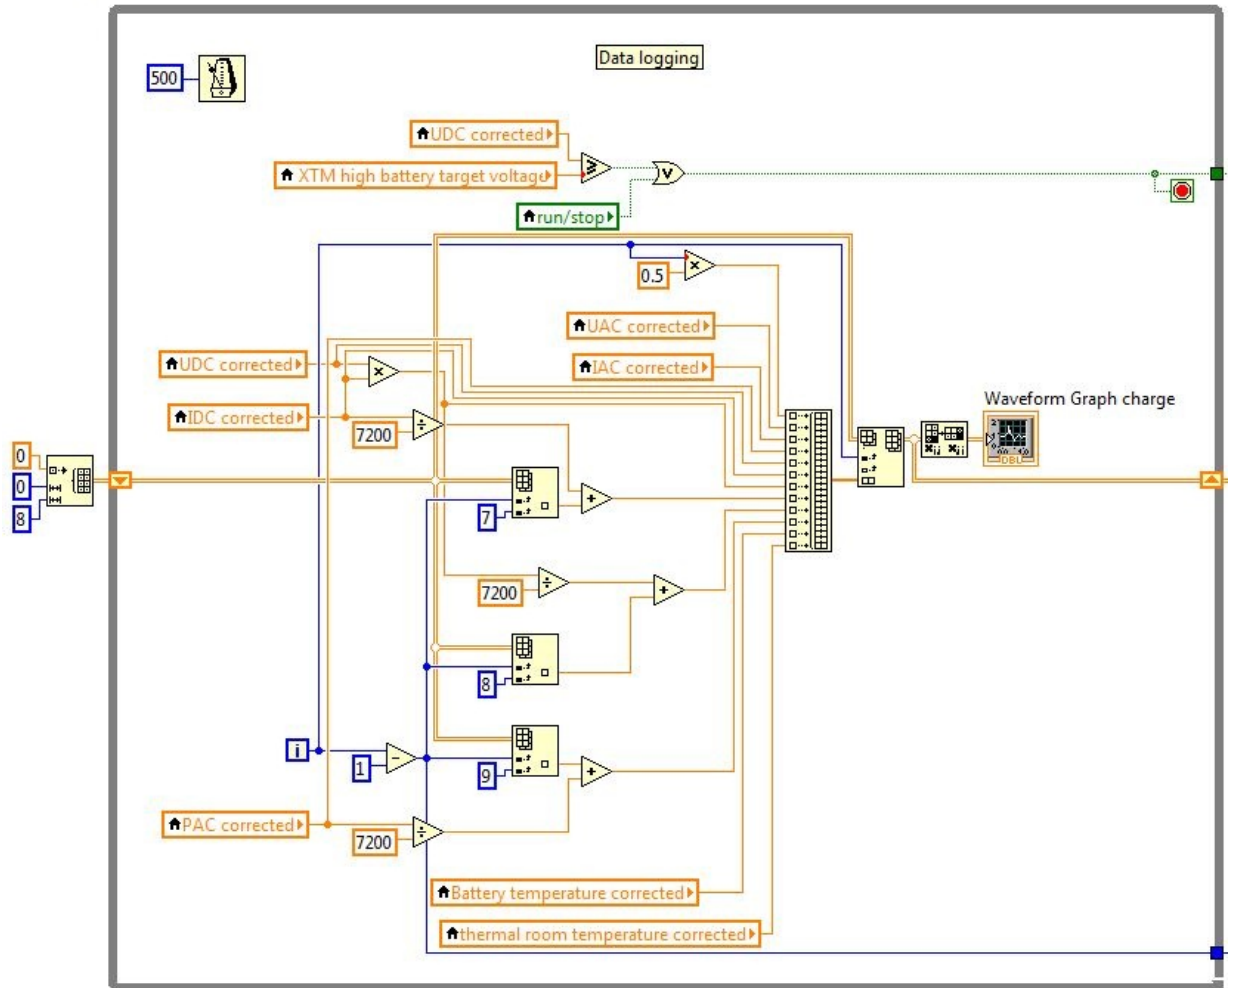 Data logging
500
UDC corrected
XTM high battery target voltage
run/stop
0.5
UAC corrected
UDC corrected
IAC corrected
Waveform Graph charge
IDC corrected
7200
DBL
0
0
8
7
7200
8
i
1
9
PAC corrected
7200
Battery temperature corrected
thermal room temperature corrected